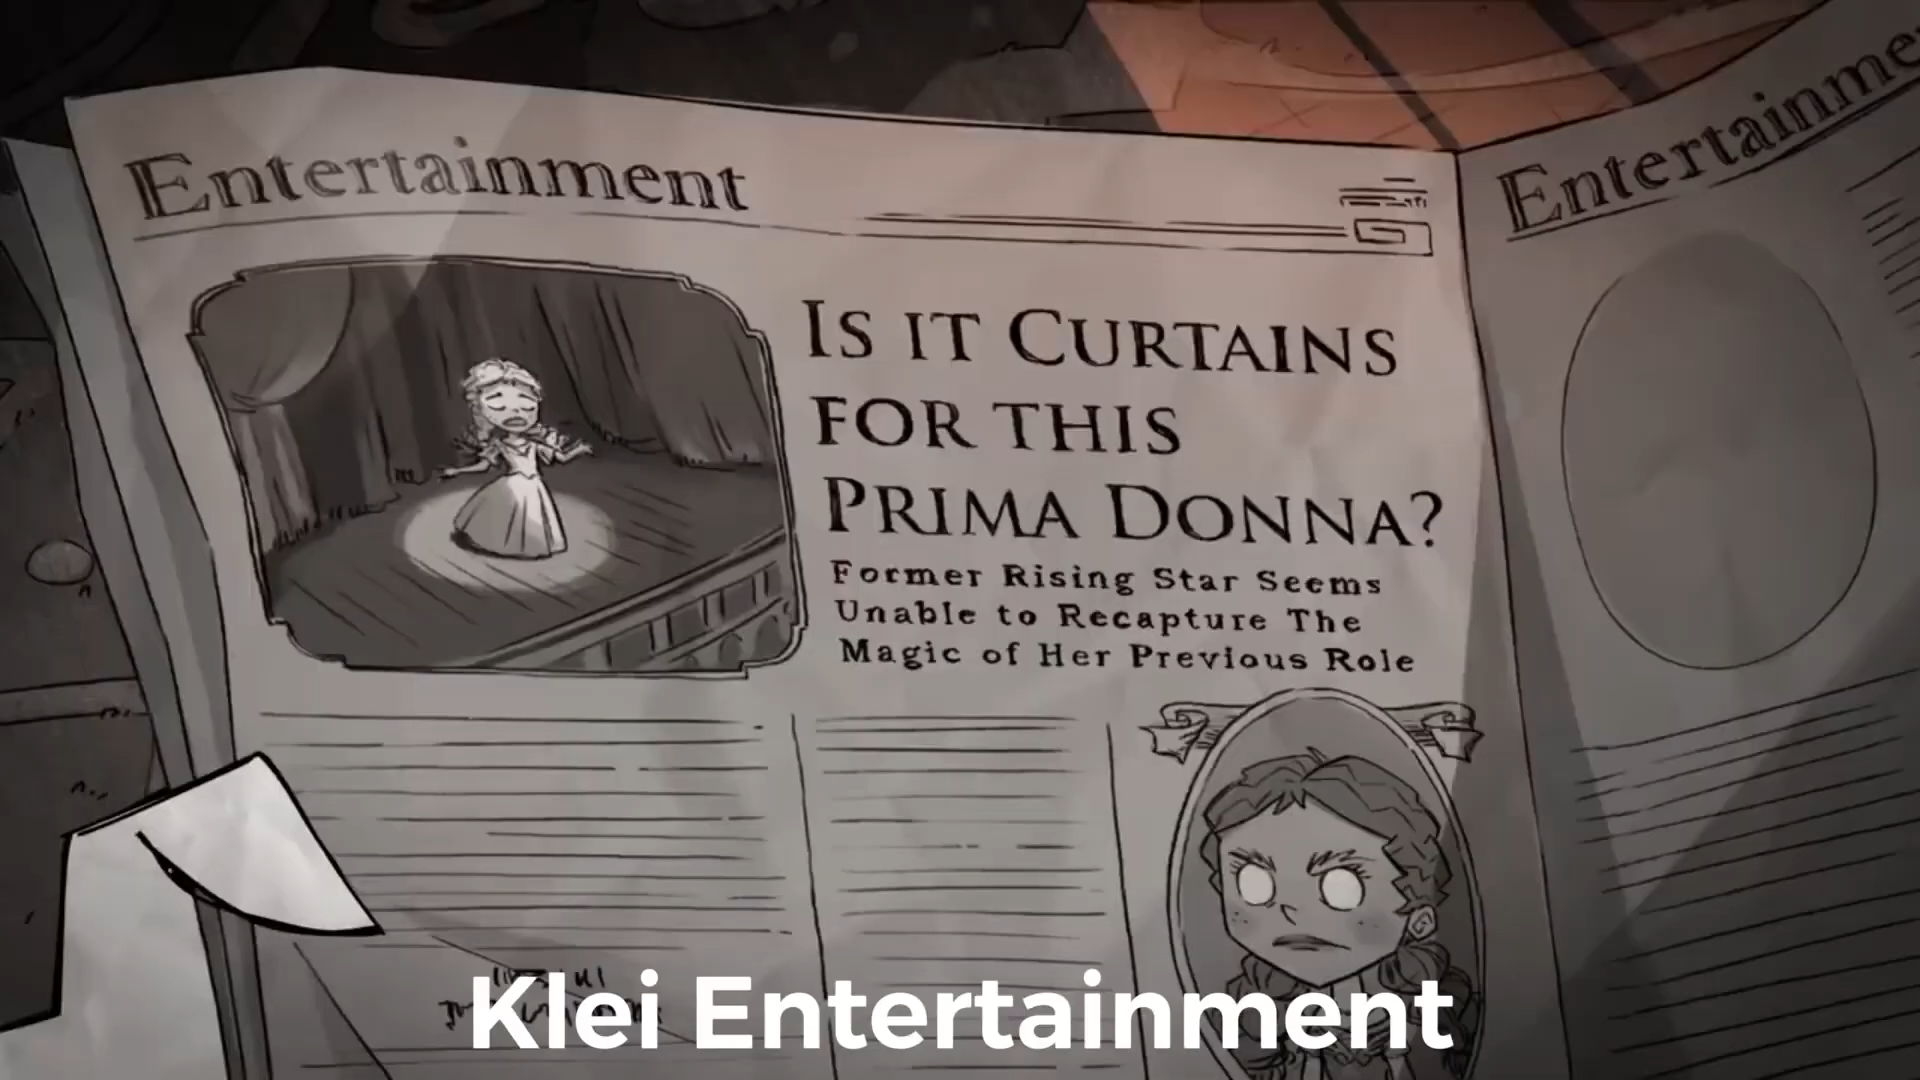 Entertainment
Is it Curtains
for this
Prima Donna?
Former Rising Star Seems
Unable to Recapture The
Magic of Her Previous Role
Klei Entertainment